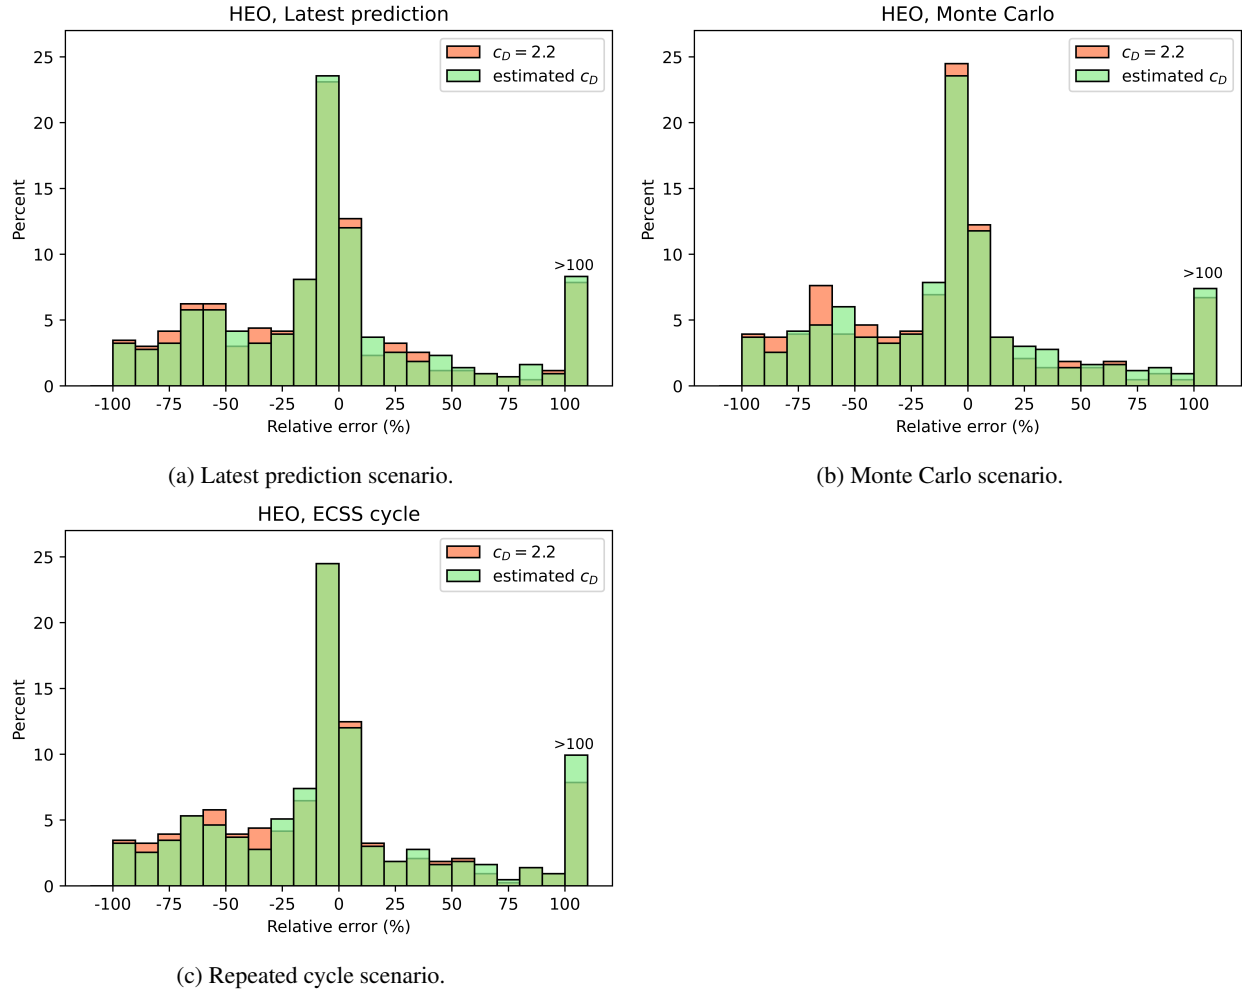 HEO, Latest prediction
c_D = 2.2
estimated c_D
Percent
25
20
15
10
5
0
>100
-100 -75 -50 -25 0 25 50 75 100
Relative error (%)
(a) Latest prediction scenario.
HEO, Monte Carlo
c_D = 2.2
estimated c_D
Percent
25
20
15
10
5
0
>100
-100 -75 -50 -25 0 25 50 75 100
Relative error (%)
(b) Monte Carlo scenario.
HEO, ECSS cycle
c_D = 2.2
estimated c_D
Percent
25
20
15
10
5
0
>100
-100 -75 -50 -25 0 25 50 75 100
Relative error (%)
(c) Repeated cycle scenario.